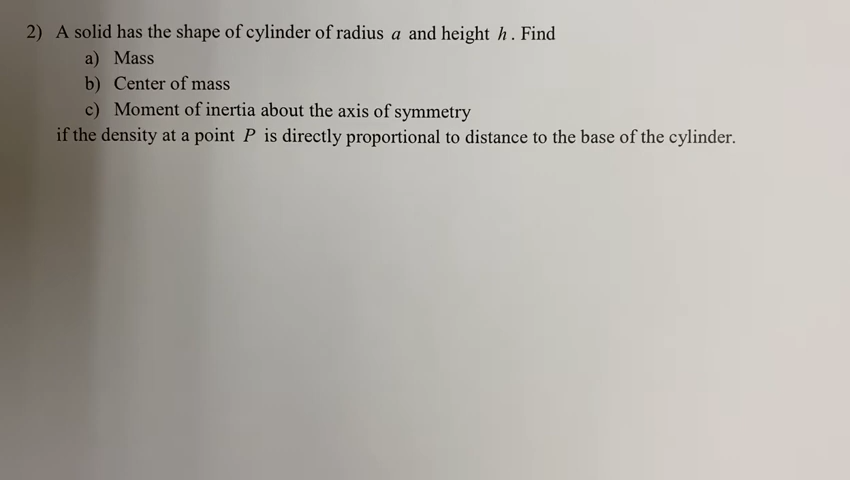 2) A solid has the shape of cylinder of radius a and height h. Find
a) Mass
b) Center of mass
c) Moment of inertia about the axis of symmetry
if the density at a point P is directly proportional to distance to the base of the cylinder.